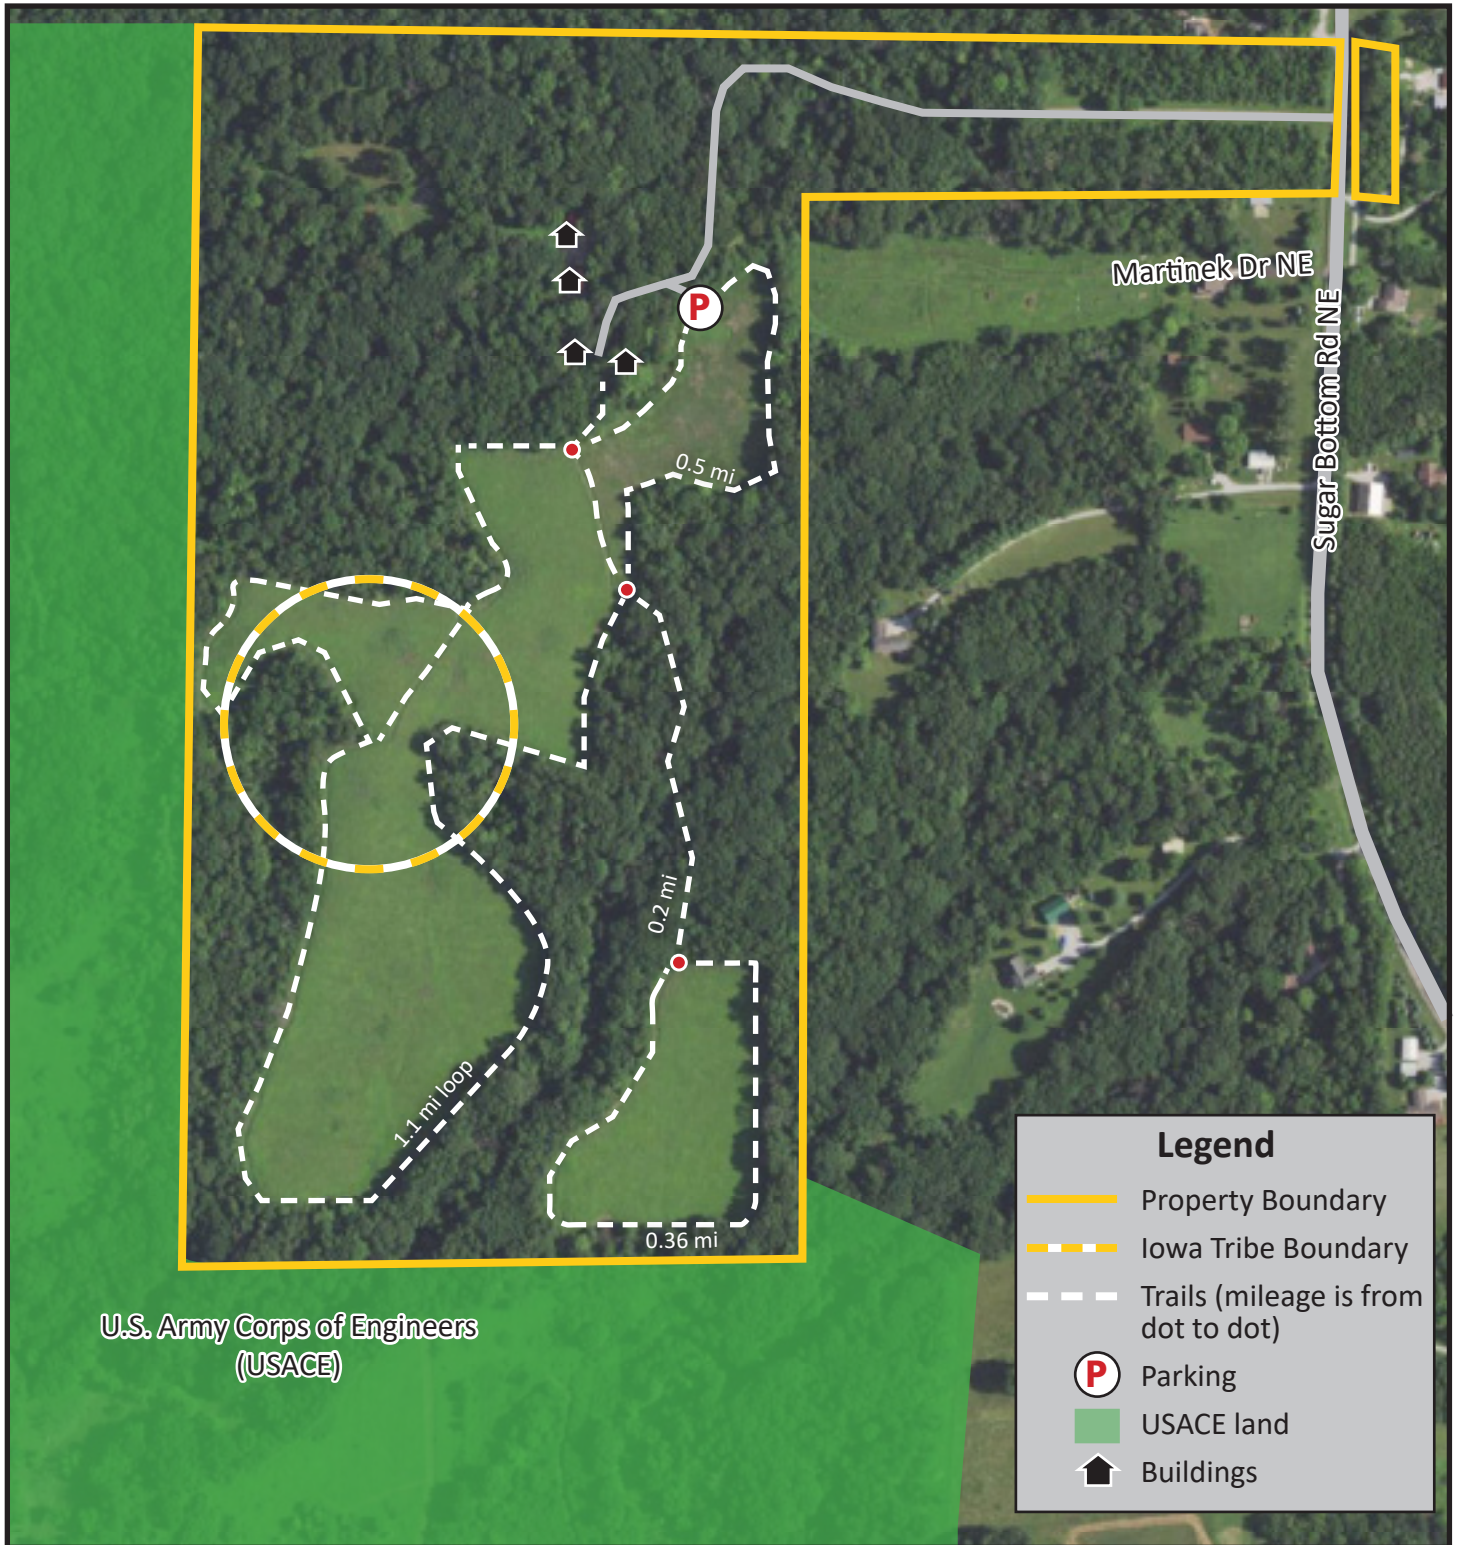 Martinek Dr NE
Sugar Bottom Rd NE
P
0.5 mi
0.2 mi
1.1 mi loop
0.36 mi
U.S. Army Corps of Engineers
(USACE)
Legend
Property Boundary
Iowa Tribe Boundary
Trails (mileage is from
dot to dot)
P Parking
USACE land
Buildings